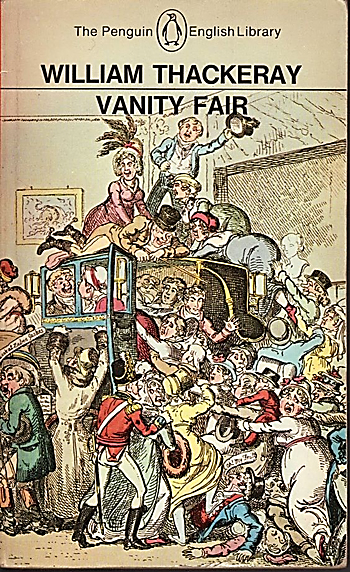 The Penguin English Library
WILLIAM THACKERAY
VANITY FAIR